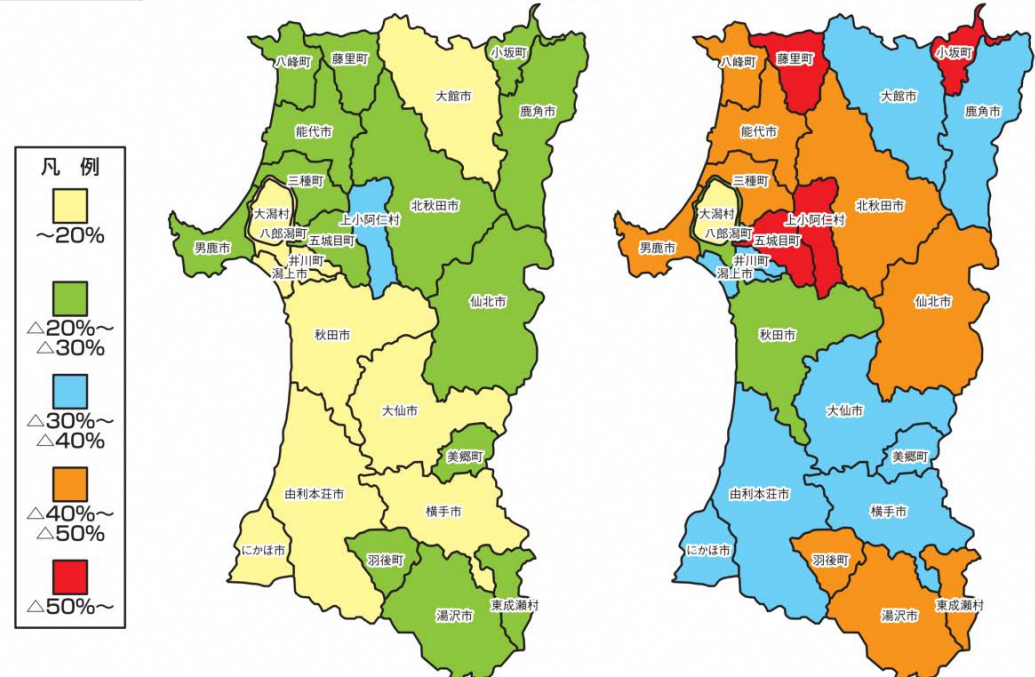 凡 例
～20%
△20%～
△30%
△30%～
△40%
△40%～
△50%
△50%～
八峰町
藤里町
小坂町
大館市
鹿角市
能代市
三種町
大潟村
上小阿仁村
北秋田市
八郎潟町
五城目町
男鹿市
井川町
潟上市
仙北市
秋田市
大仙市
美郷町
由利本荘市
横手市
にかほ市
羽後町
東成瀬村
湯沢市
八峰町
藤里町
小坂町
大館市
鹿角市
能代市
三種町
大潟村
上小阿仁村
北秋田市
八郎潟町
五城目町
男鹿市
井川町
潟上市
仙北市
秋田市
大仙市
美郷町
由利本荘市
横手市
にかほ市
羽後町
東成瀬村
湯沢市